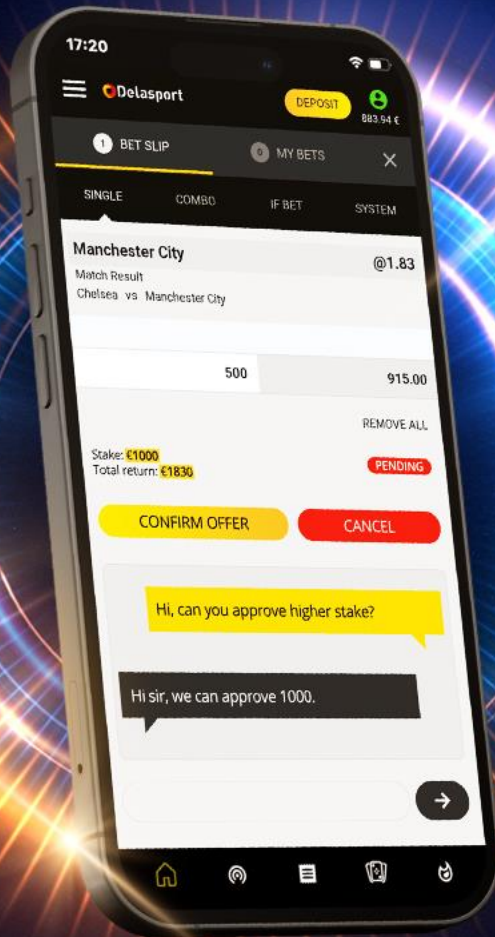 17:20
Delasport
DEPOSIT
883.94 €
1 BET SLIP
0 MY BETS
SINGLE COMBO IF BET SYSTEM
Manchester City @1.83
Match Result
Chelsea vs Manchester City
500 915.00
REMOVE ALL
Stake: €1000
Total return: €1830
PENDING
CONFIRM OFFER CANCEL
Hi, can you approve higher stake?
Hi sir, we can approve 1000.